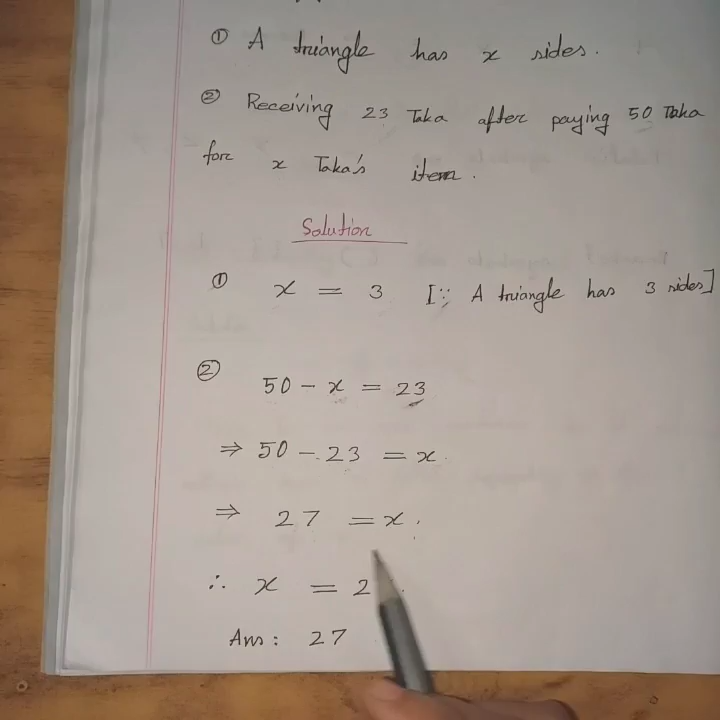 ① A triangle has x sides.
② Receiving 23 Taka after paying 50 Taka
for x Taka's item.
Solution
① x = 3 [∵ A triangle has 3 sides]
②
50 - x = 23
⇒ 50 - 23 = x
⇒ 27 = x
∴ x = 2
Ans: 27